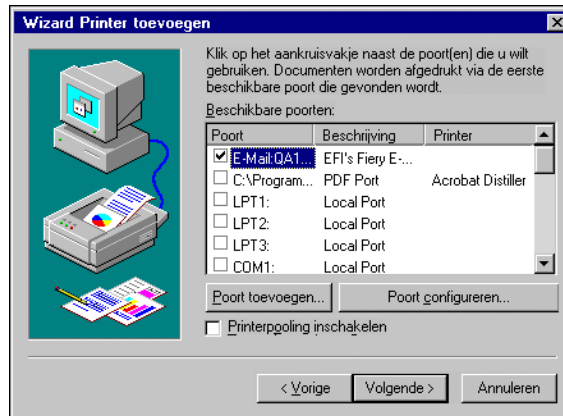 Wizard Printer toevoegen
Klik op het aankruisvakje naast de poort(en) die u wilt
gebruiken. Documenten worden afgedrukt via de eerste
beschikbare poort die gevonden wordt.
Beschikbare poorten:
Poort Beschrijving Printer
E-Mail:QA1... EFI's Fiery E-...
C:\Program... PDF Port Acrobat Distiller
LPT1: Local Port
LPT2: Local Port
LPT3: Local Port
COM1: Local Port
Poort toevoegen... Poort configureren...
Printerpooling inschakelen
< Vorige Volgende > Annuleren